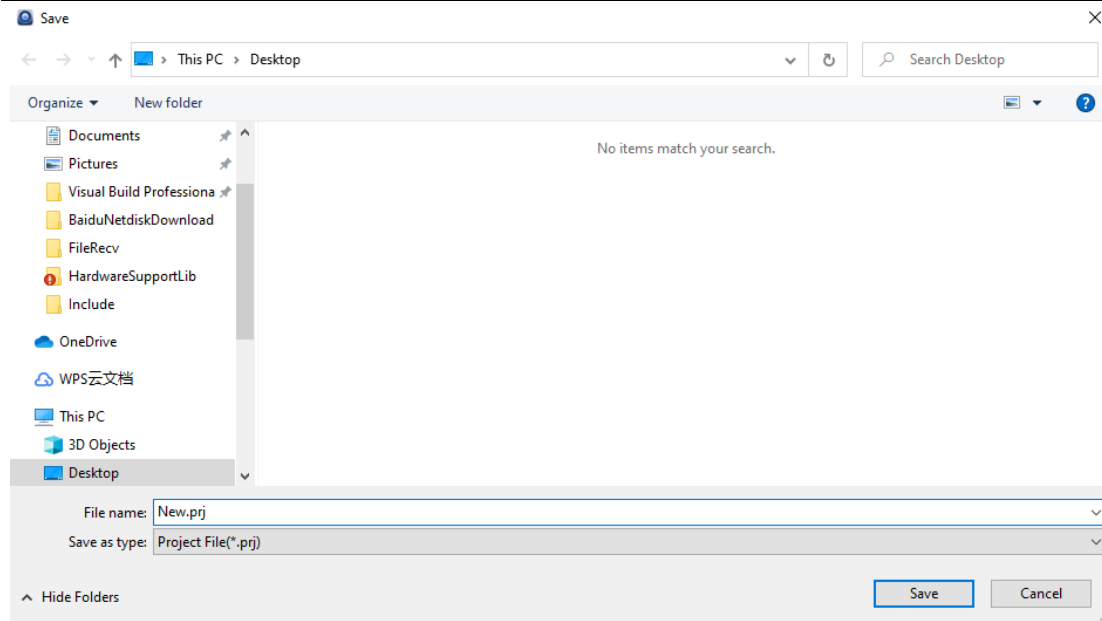 Save
This PC
Desktop
Search Desktop
Organize
New folder
?
Documents
Pictures
Visual Build Professiona
BaiduNetdiskDownload
FileRecv
HardwareSupportLib
Include
OneDrive
WPS云文档
This PC
3D Objects
Desktop
No items match your search.
File name: New.prj
Save as type: Project File(*.prj)
Hide Folders
Save
Cancel